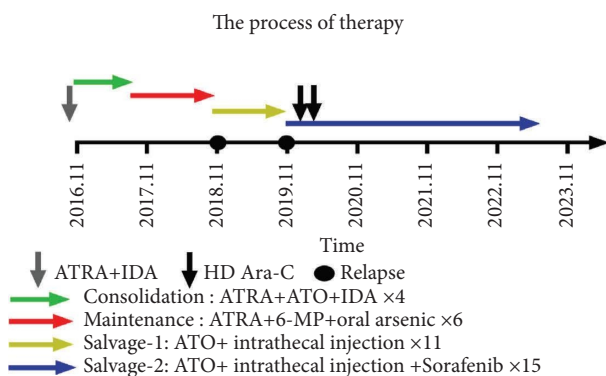 The process of therapy
2016.11
2017.11
2018.11
2019.11
2020.11
2021.11
2022.11
2023.11
Time
ATRA+IDA HD Ara-C Relapse
Consolidation : ATRA+ATO+IDA ×4
Maintenance : ATRA+6-MP+oral arsenic ×6
Salvage-1: ATO+ intrathecal injection ×11
Salvage-2: ATO+ intrathecal injection +Sorafenib ×15